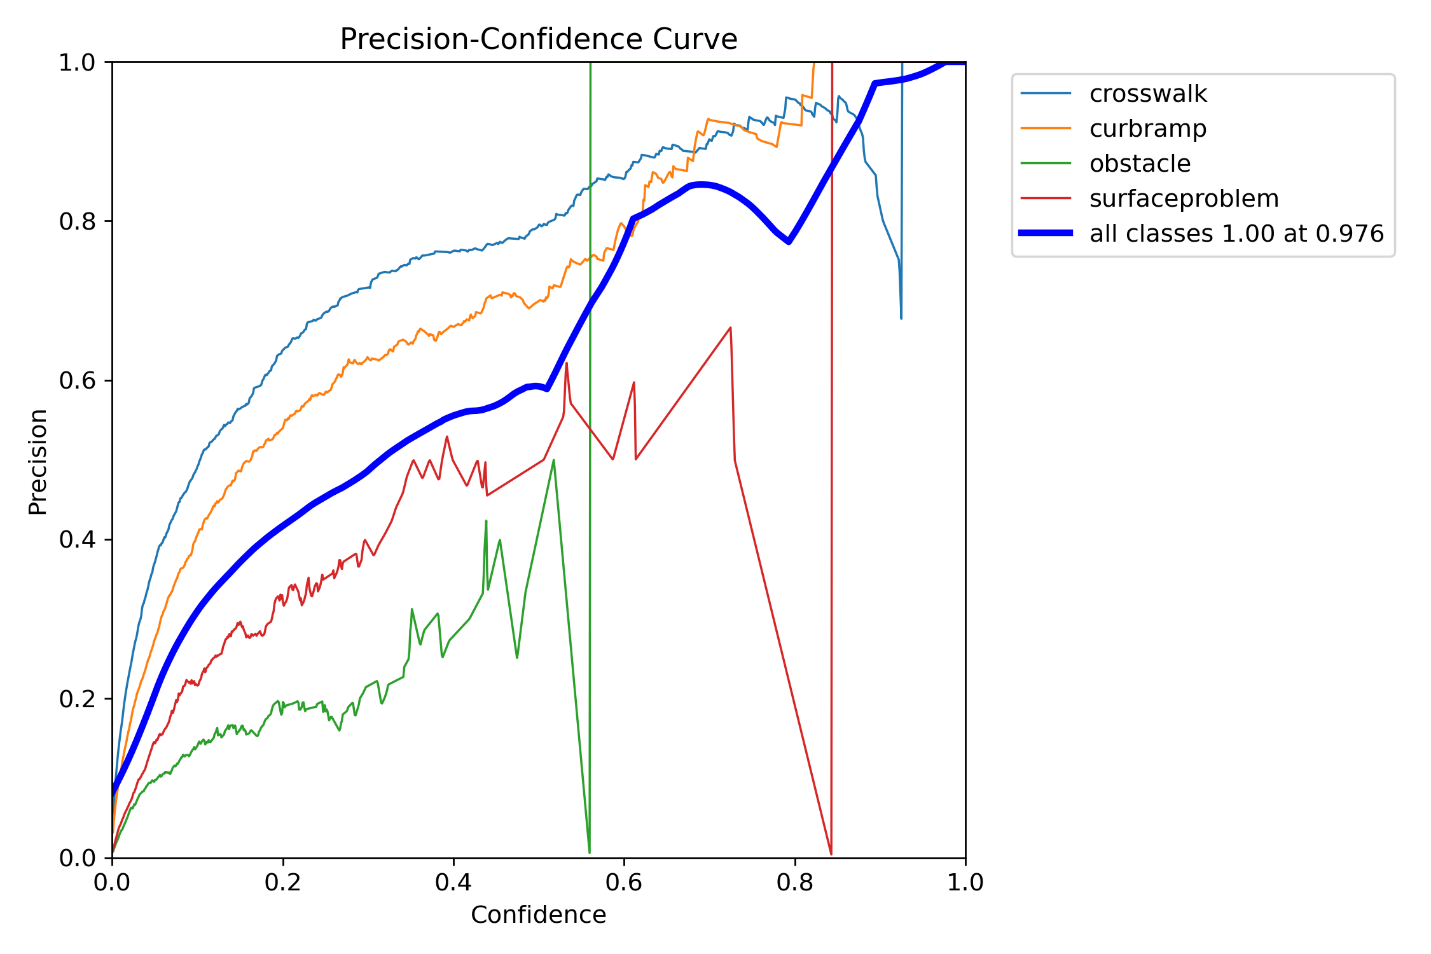 Precision-Confidence Curve
1.0
0.8
0.6
0.4
0.2
0.0
Precision
0.0 0.2 0.4 0.6 0.8 1.0
Confidence
crosswalk
curbramp
obstacle
surfaceproblem
all classes 1.00 at 0.976